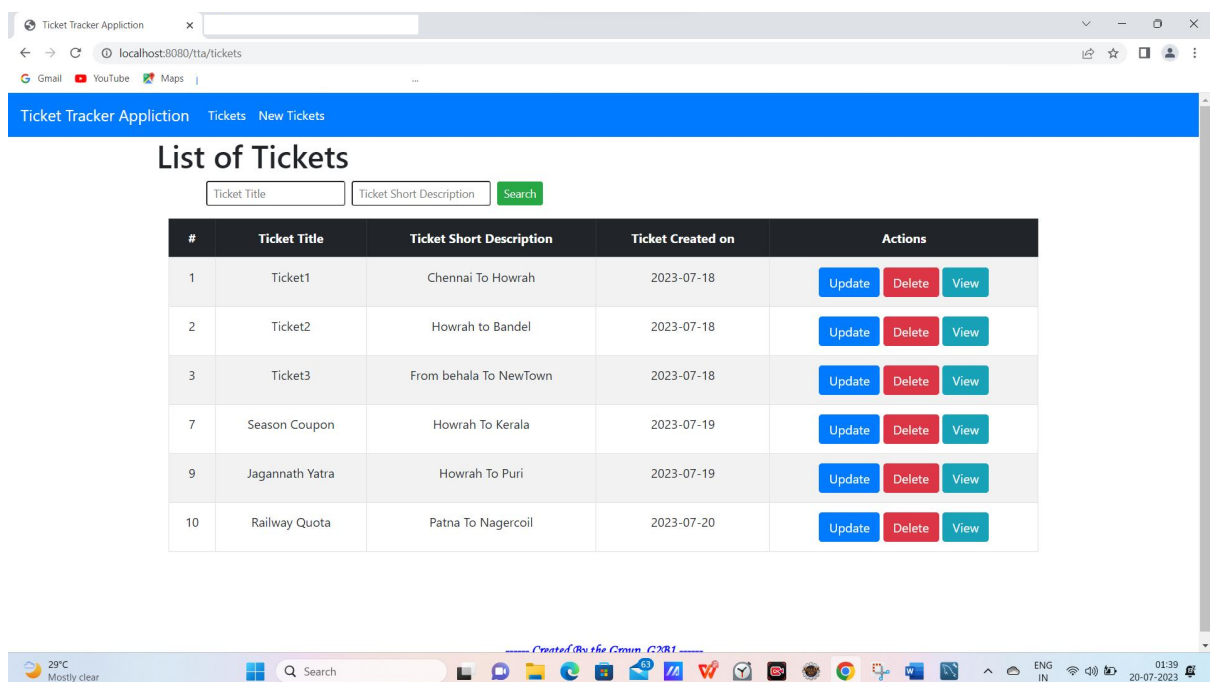 Ticket Tracker Appliction
localhost:8080/tta/tickets
Gmail YouTube Maps
...
Ticket Tracker Appliction Tickets New Tickets
List of Tickets
Ticket Title Ticket Short Description Search
# Ticket Title Ticket Short Description Ticket Created on Actions
1 Ticket1 Chennai To Howrah 2023-07-18 Update Delete View
2 Ticket2 Howrah to Bandel 2023-07-18 Update Delete View
3 Ticket3 From behala To NewTown 2023-07-18 Update Delete View
7 Season Coupon Howrah To Kerala 2023-07-19 Update Delete View
9 Jagannath Yatra Howrah To Puri 2023-07-19 Update Delete View
10 Railway Quota Patna To Nagercoil 2023-07-20 Update Delete View
------ Created By the Group_G2B1 ------
29°C
Mostly clear
Search
63
ENG
IN
01:39
20-07-2023